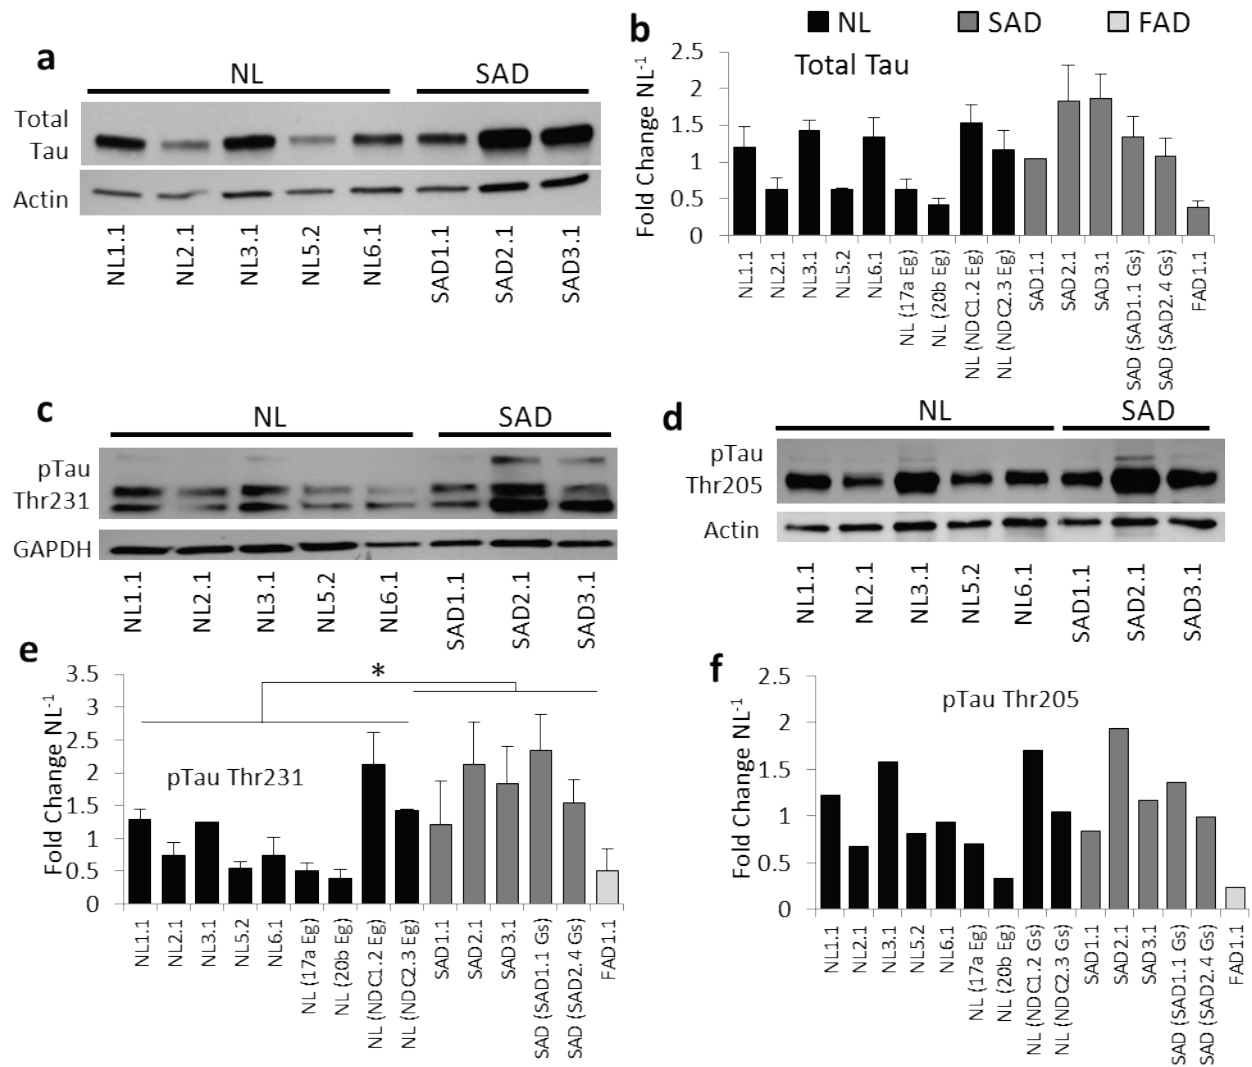 a
NL SAD
Total
Tau
Actin
NL1.1 NL2.1 NL3.1 NL5.2 NL6.1 SAD1.1 SAD2.1 SAD3.1
b
NL SAD FAD
Total Tau
Fold Change NL-1
2.5
2
1.5
1
0.5
0
NL1.1 NL2.1 NL3.1 NL5.2 NL6.1 NL (17a Eg) NL (20b Eg) NL (NDC1.2 Eg) NL (NDC2.3 Eg) SAD1.1 SAD2.1 SAD3.1 SAD (SAD1.1 Gs) SAD (SAD2.4 Gs) FAD1.1
c
NL SAD
pTau
Thr231
GAPDH
NL1.1 NL2.1 NL3.1 NL5.2 NL6.1 SAD1.1 SAD2.1 SAD3.1
d
NL SAD
pTau
Thr205
Actin
NL1.1 NL2.1 NL3.1 NL5.2 NL6.1 SAD1.1 SAD2.1 SAD3.1
e
*
pTau Thr231
Fold Change NL-1
3.5
3
2.5
2
1.5
1
0.5
0
NL1.1 NL2.1 NL3.1 NL5.2 NL6.1 NL (17a Eg) NL (20b Eg) NL (NDC1.2 Eg) NL (NDC2.3 Eg) SAD1.1 SAD2.1 SAD3.1 SAD (SAD1.1 Gs) SAD (SAD2.4 Gs) FAD1.1
f
pTau Thr205
Fold Change NL-1
2.5
2
1.5
1
0.5
0
NL1.1 NL2.1 NL3.1 NL5.2 NL6.1 NL (17a Eg) NL (20b Eg) NL (NDC1.2 Gs) NL (NDC2.3 Gs) SAD1.1 SAD2.1 SAD3.1 SAD (SAD1.1 Gs) SAD (SAD2.4 Gs) FAD1.1